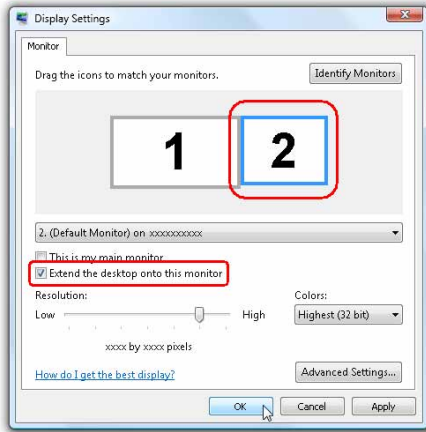 Display Settings
Monitor
Drag the icons to match your monitors.
Identify Monitors
1
2
2. (Default Monitor) on xxxxxxxxxx
This is my main monitor
Extend the desktop onto this monitor
Resolution:
Colors:
Low
High
Highest (32 bit)
xxxx by xxxx pixels
How do I get the best display?
Advanced Settings...
OK
Cancel
Apply